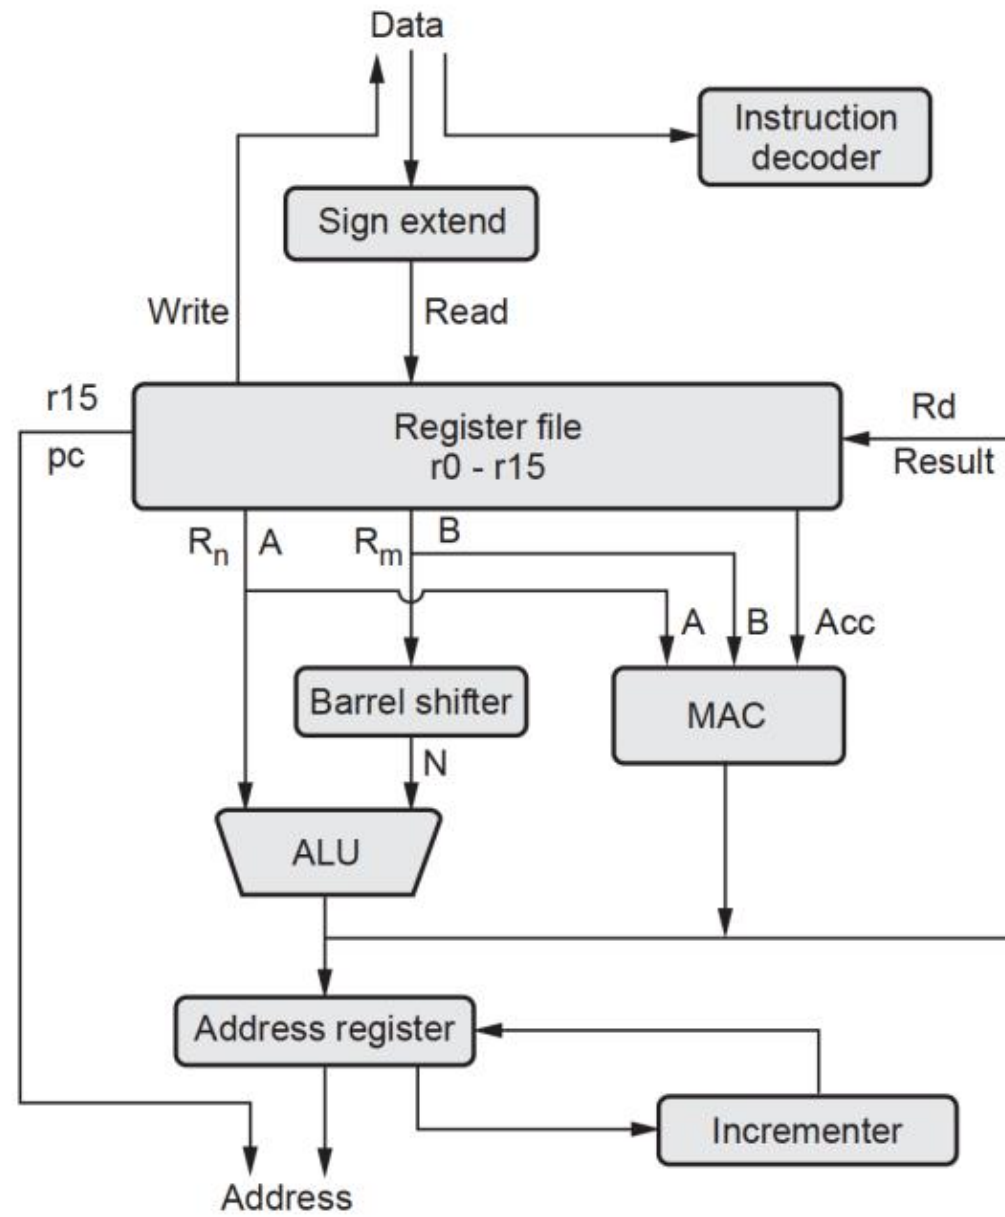 Data
Instruction
decoder
Sign extend
Write
Read
r15
pc
Register file
r0 - r15
Rd
Result
Rn
A
Rm
B
A
B
Acc
Barrel shifter
MAC
N
ALU
Address register
Incrementer
Address